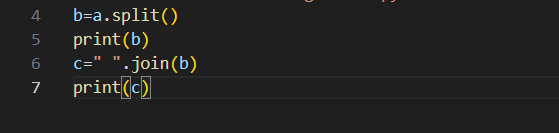 4 b=a.split()
5 print(b)
6 c=" ".join(b)
7 print(c)